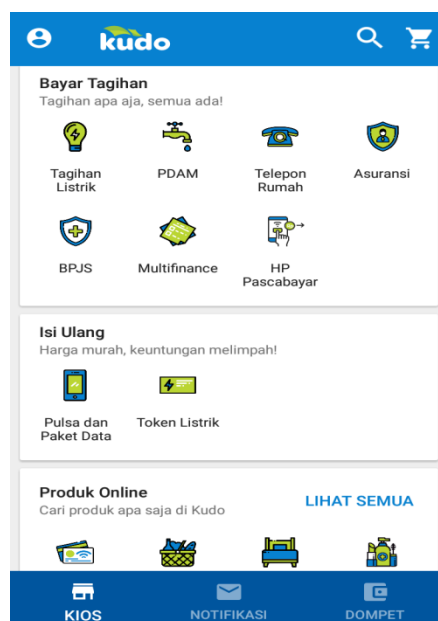 kudo
Bayar Tagihan
Tagihan apa aja, semua ada!
Tagihan
Listrik
PDAM
Telepon
Rumah
Asuransi
BPJS
Multifinance
HP
Pascabayar
Isi Ulang
Harga murah, keuntungan melimpah!
Pulsa dan
Paket Data
Token Listrik
Produk Online
Cari produk apa saja di Kudo
LIHAT SEMUA
KIOS
NOTIFIKASI
DOMPET